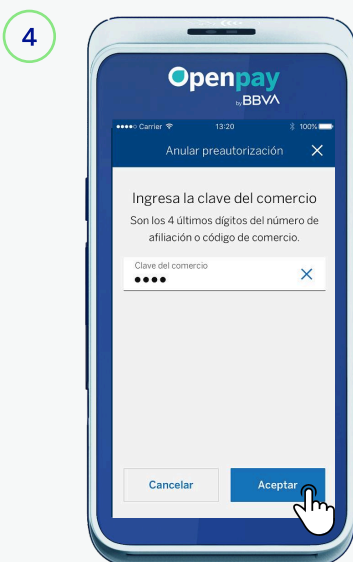 4
Openpay
by BBVA
Carrier 13:20 100%
Anular preautorización
Ingresa la clave del comercio
Son los 4 últimos dígitos del número de
afiliación o código de comercio.
Clave del comercio
••••
Cancelar Aceptar